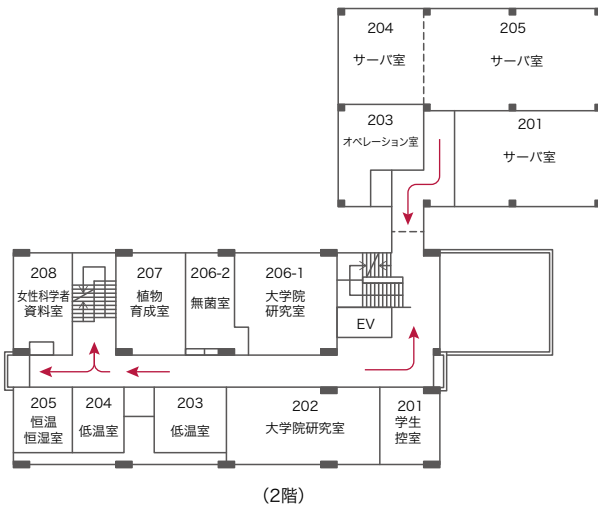 204
サーバ室
205
サーバ室
203
オペレーション室
201
サーバ室
208
女性科学者
資料室
207
植物
育成室
206-2
無菌室
206-1
大学院
研究室
EV
205
恒温
恒湿室
204
低温室
203
低温室
202
大学院研究室
201
学生
控室
(2階)